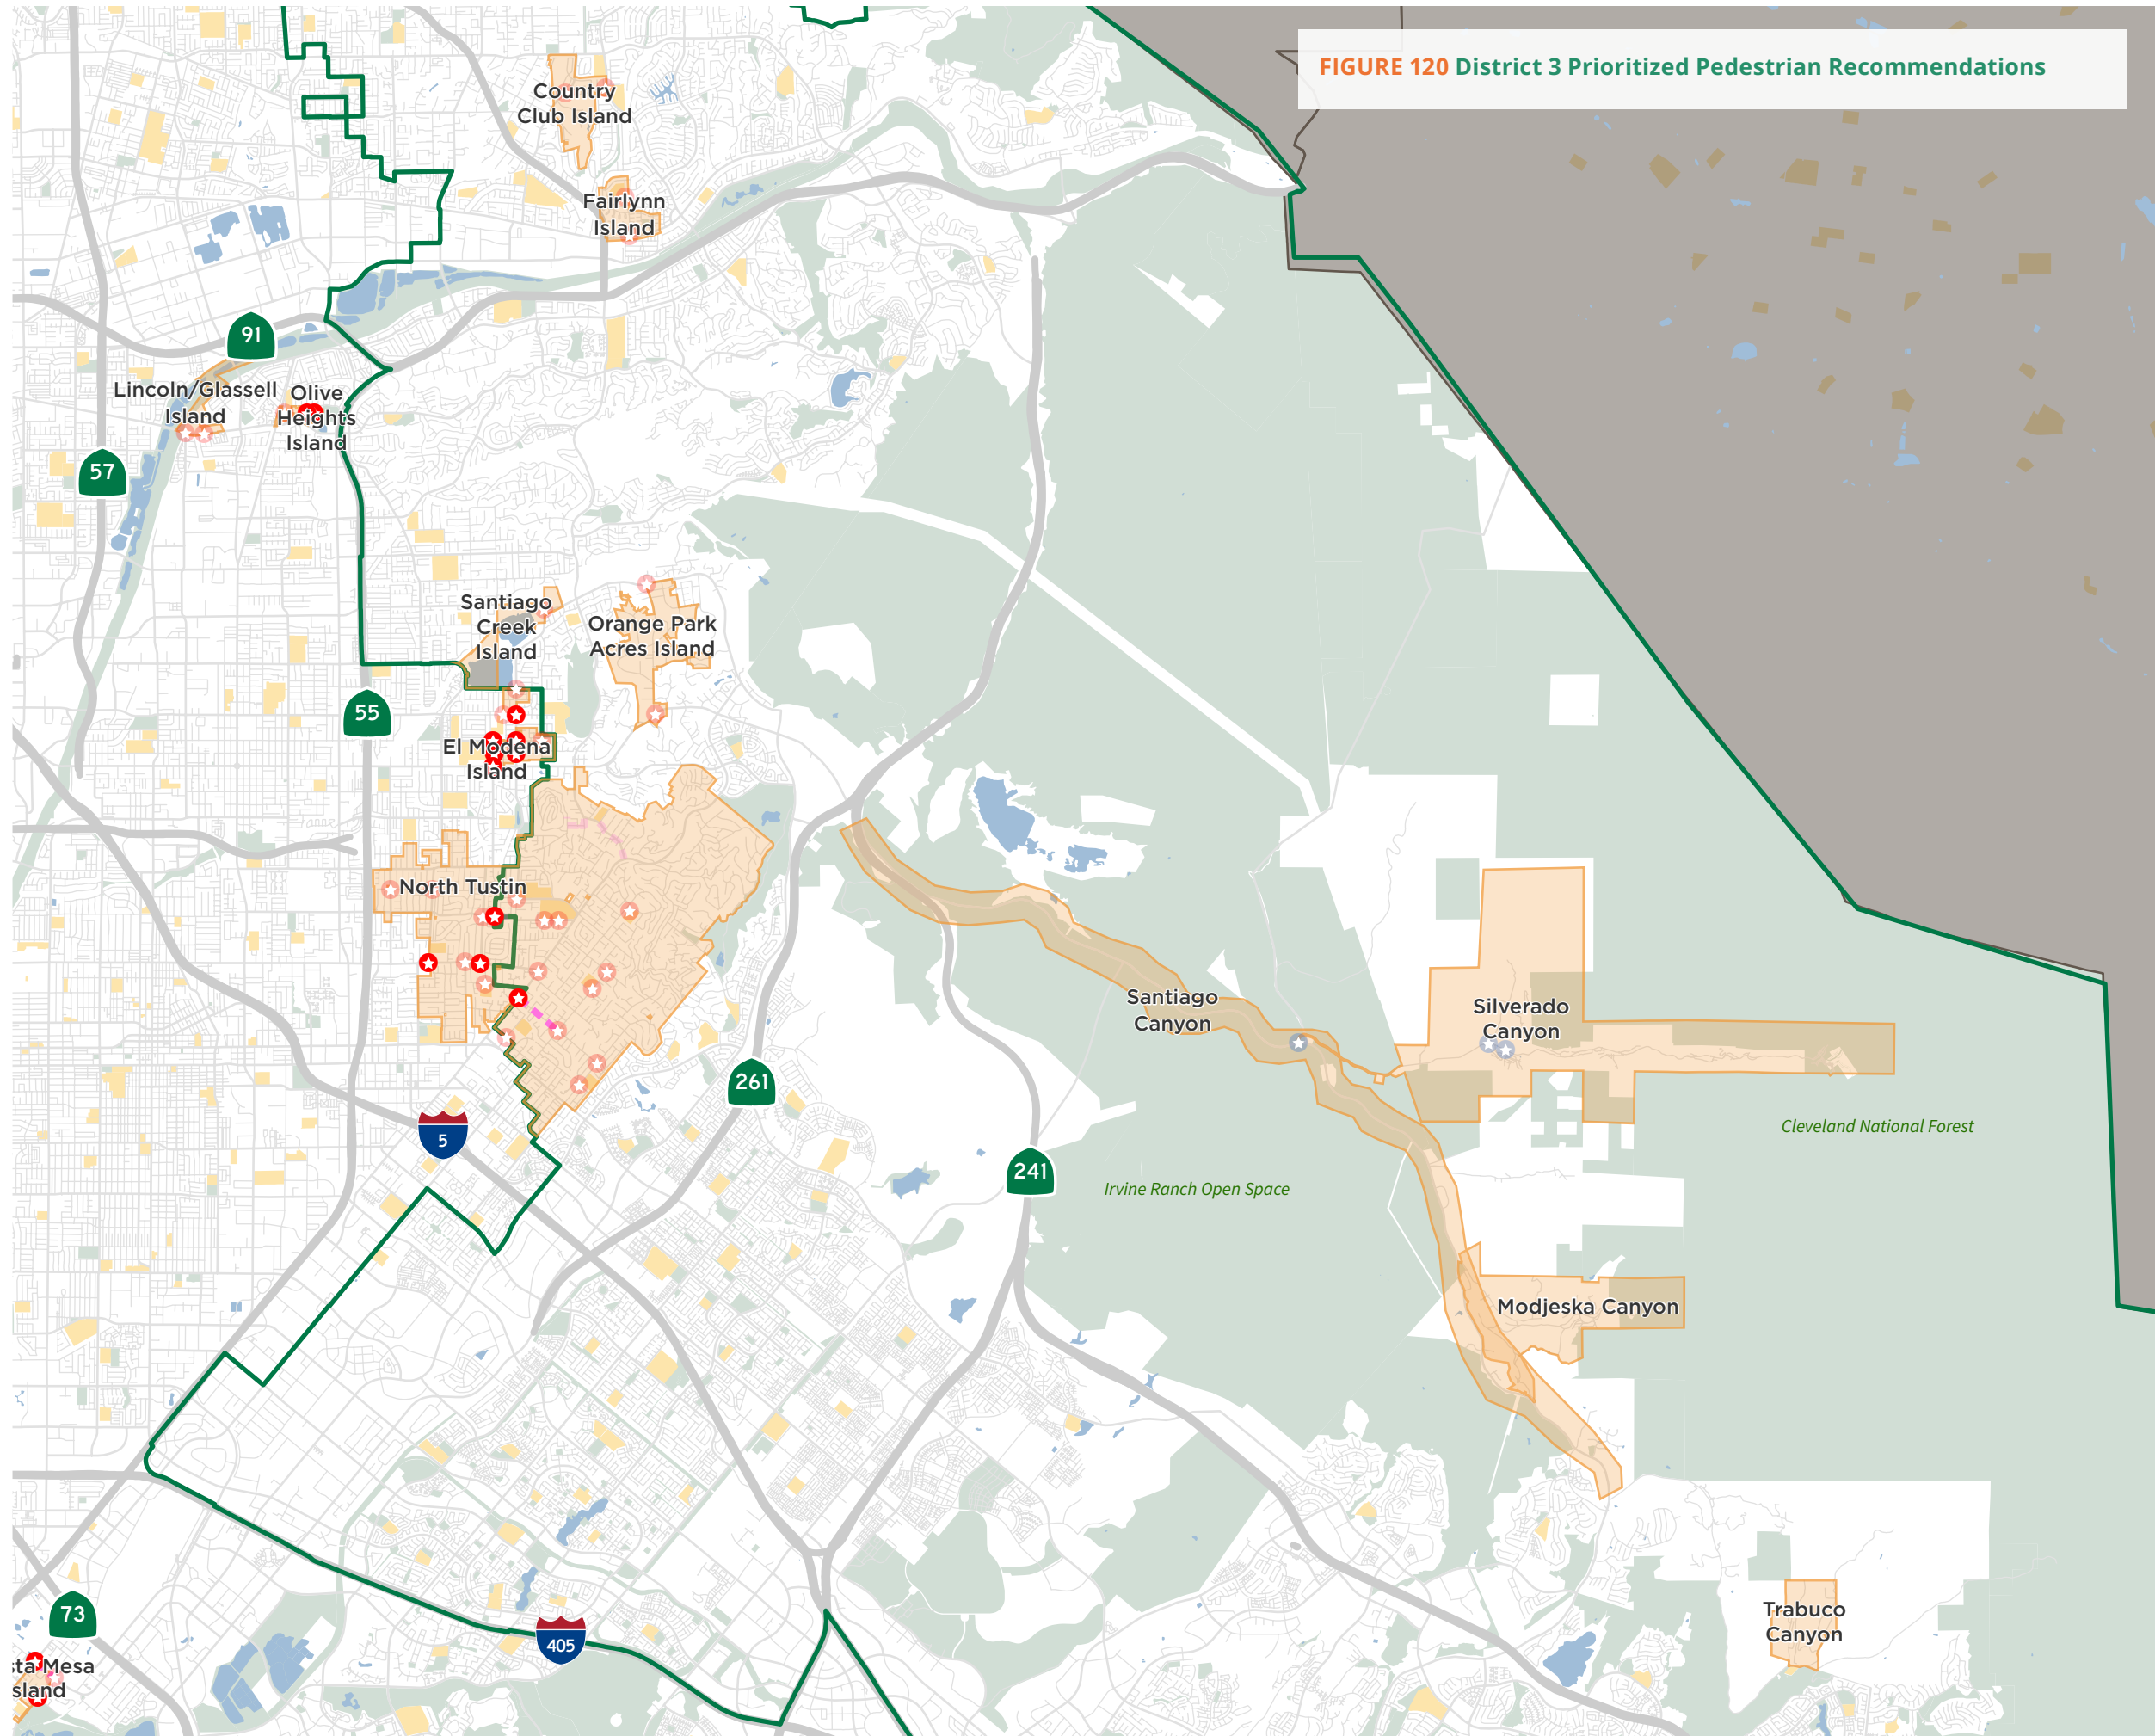 FIGURE 120 District 3 Prioritized Pedestrian Recommendations
Country
Club Island
Fairlynn
Island
91
Lincoln/Glassell
Island
Olive
Heights
Island
57
Santiago
Creek
Island
Orange Park
Acres Island
55
El Modena
Island
North Tustin
Santiago
Canyon
Silverado
Canyon
261
5
Cleveland National Forest
241
Irvine Ranch Open Space
Modjeska Canyon
73
Trabuco
Canyon
405
sta Mesa
sland